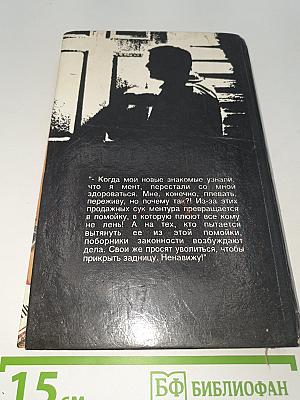 "- Когда мои новые знакомые узнали,
что я мент, перестали со мной
здороваться. Мне, конечно, плевать,
переживу, но почему так?! Из-за этих
продажных сук ментура превращается
в помойку, в которую плюют все кому
не лень! А на тех, кто пытается
вытянуть ее из этой помойки,
поборники законности возбуждают
дела. Свои же просят уволиться, чтобы
прикрыть задницу. Ненавижу!"
15 см
БФ БИБЛИОФАН